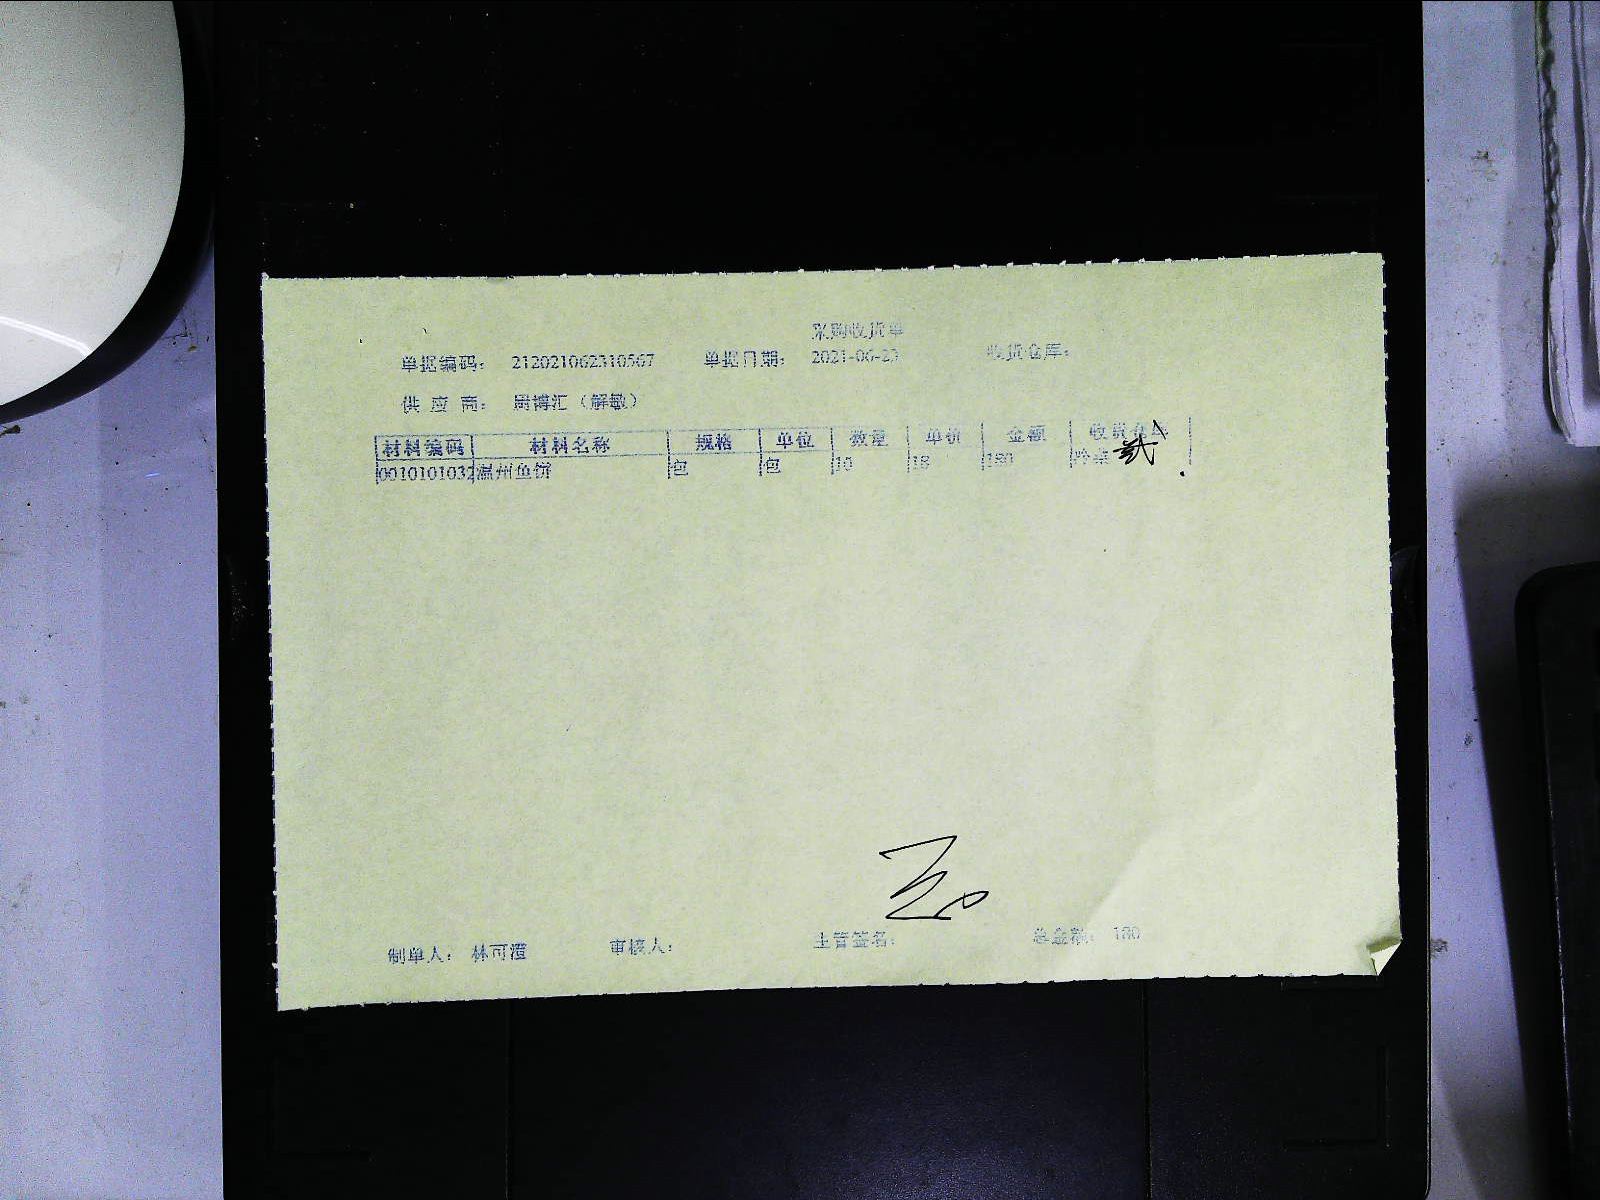 采购收货单
单据编码： 212021062310567 单据日期： 2021-06-23 收货仓库：
供 应 商： 周博汇（解敏）
材料编码 材料名称 规格 单位 数量 单价 金额 收货仓库
0010101032 温州鱼饼 包 包 10 18 180
制单人： 林可澄 审核人： 主管签名： 总金额： 180